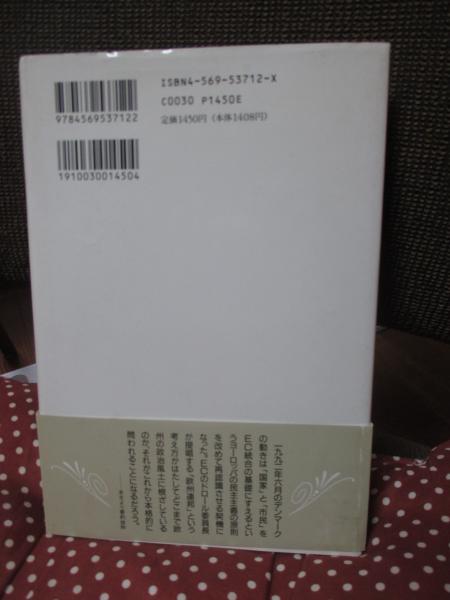 ISBN4-569-53712-X
C0030 P1450E
定価1450円（本体1408円）
9784569537122
1910030014504
一九九二年六月のデンマーク
の動きは「国家」と「市民」を
EC統合の基礎にすえるとい
うヨーロッパの民主主義の原則
を改めて再認識させる契機に
なった。ECのドロール委員長
が提唱する「欧州連邦」という
考え方がはたしてどこまで欧
州の政治風土に根ざしている
のか、それがこれから本格的に
問われることになるだろう。